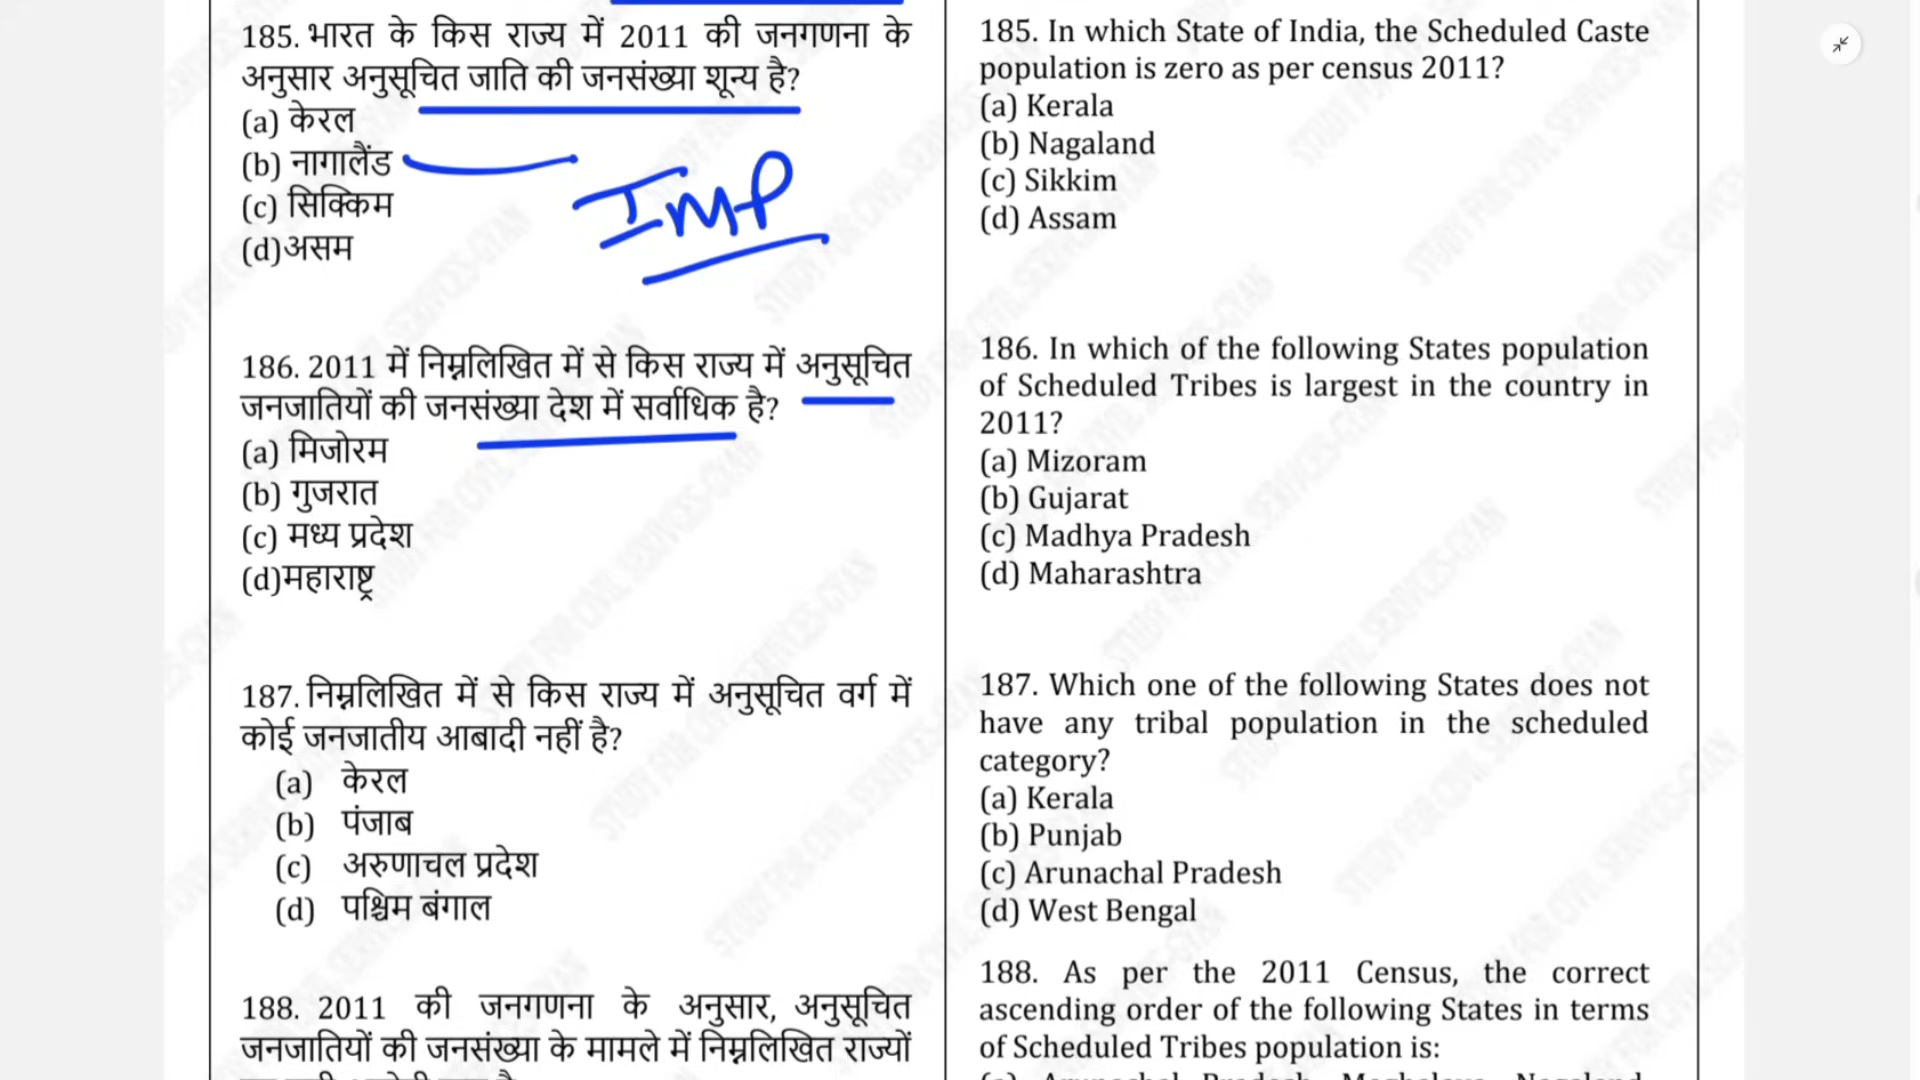 185. भारत के किस राज्य में 2011 की जनगणना के
अनुसार अनुसूचित जाति की जनसंख्या शून्य है?
(a) केरल
(b) नागालैंड
(c) सिक्किम
(d)असम
IMP
186. 2011 में निम्नलिखित में से किस राज्य में अनुसूचित
जनजातियों की जनसंख्या देश में सर्वाधिक है?
(a) मिजोरम
(b) गुजरात
(c) मध्य प्रदेश
(d)महाराष्ट्र
187. निम्नलिखित में से किस राज्य में अनुसूचित वर्ग में
कोई जनजातीय आबादी नहीं है?
(a) केरल
(b) पंजाब
(c) अरुणाचल प्रदेश
(d) पश्चिम बंगाल
188. 2011 की जनगणना के अनुसार, अनुसूचित
जनजातियों की जनसंख्या के मामले में निम्नलिखित राज्यों
185. In which State of India, the Scheduled Caste
population is zero as per census 2011?
(a) Kerala
(b) Nagaland
(c) Sikkim
(d) Assam
186. In which of the following States population
of Scheduled Tribes is largest in the country in
2011?
(a) Mizoram
(b) Gujarat
(c) Madhya Pradesh
(d) Maharashtra
187. Which one of the following States does not
have any tribal population in the scheduled
category?
(a) Kerala
(b) Punjab
(c) Arunachal Pradesh
(d) West Bengal
188. As per the 2011 Census, the correct
ascending order of the following States in terms
of Scheduled Tribes population is: